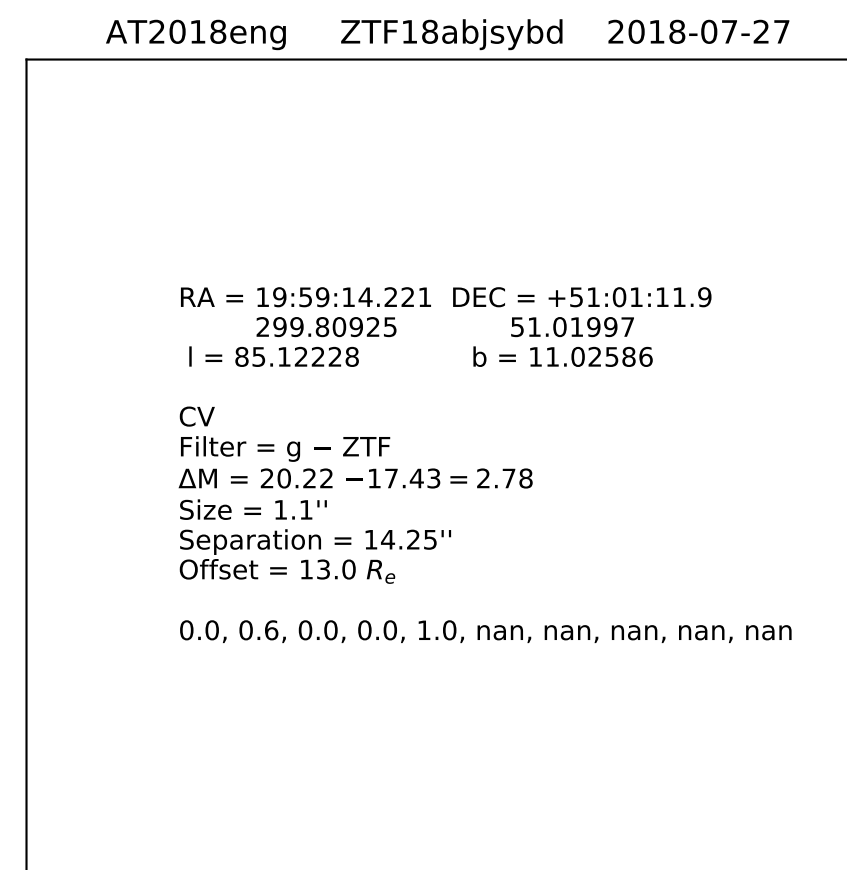 AT2018eng ZTF18abjsybd 2018-07-27
RA = 19:59:14.221 DEC = +51:01:11.9
299.80925 51.01997
l = 85.12228 b = 11.02586
CV
Filter = g − ZTF
ΔM = 20.22 −17.43 = 2.78
Size = 1.1''
Separation = 14.25''
Offset = 13.0 Re
0.0, 0.6, 0.0, 0.0, 1.0, nan, nan, nan, nan, nan